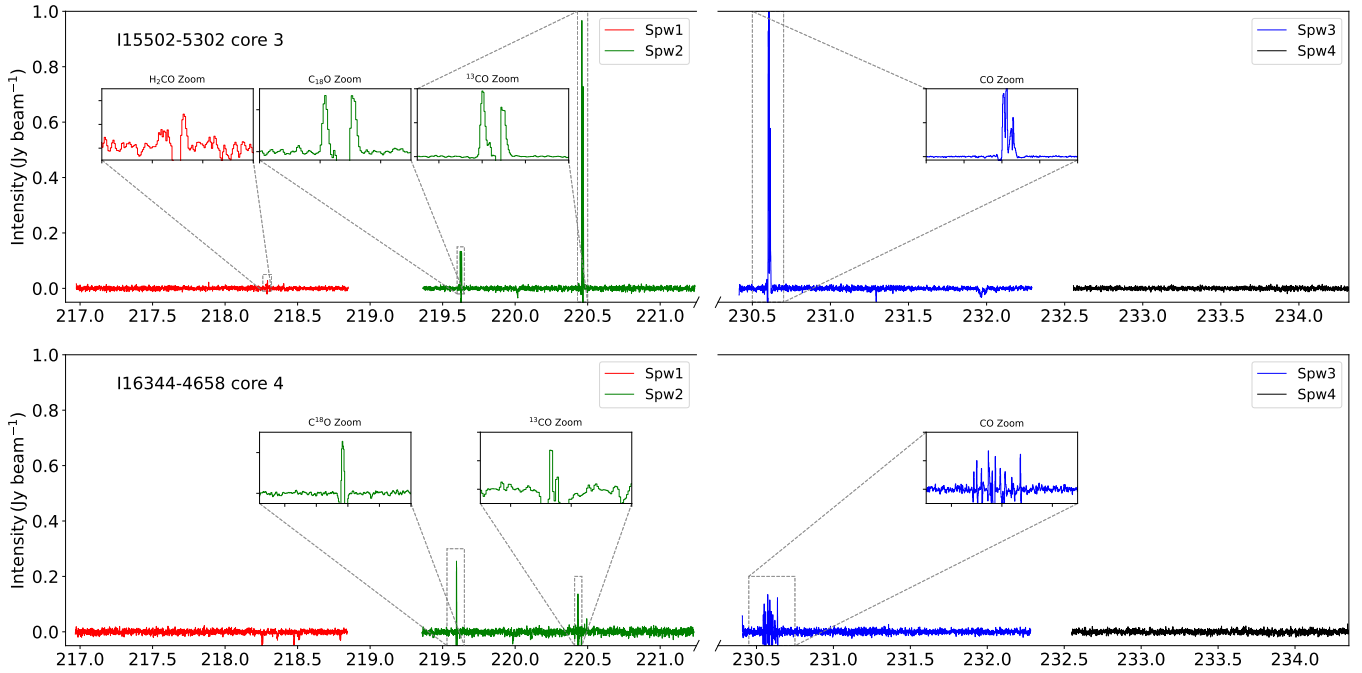 I15502-5302 core 3
Spw1
Spw2
Spw3
Spw4
H₂CO Zoom
C₁₈O Zoom
¹³CO Zoom
CO Zoom
Intensity (Jy beam⁻¹)
1.0
0.8
0.6
0.4
0.2
0.0
217.0 217.5 218.0 218.5 219.0 219.5 220.0 220.5 221.0 230.5 231.0 231.5 232.0 232.5 233.0 233.5 234.0
I16344-4658 core 4
Spw1
Spw2
Spw3
Spw4
C¹⁸O Zoom
¹³CO Zoom
CO Zoom
Intensity (Jy beam⁻¹)
1.0
0.8
0.6
0.4
0.2
0.0
217.0 217.5 218.0 218.5 219.0 219.5 220.0 220.5 221.0 230.5 231.0 231.5 232.0 232.5 233.0 233.5 234.0